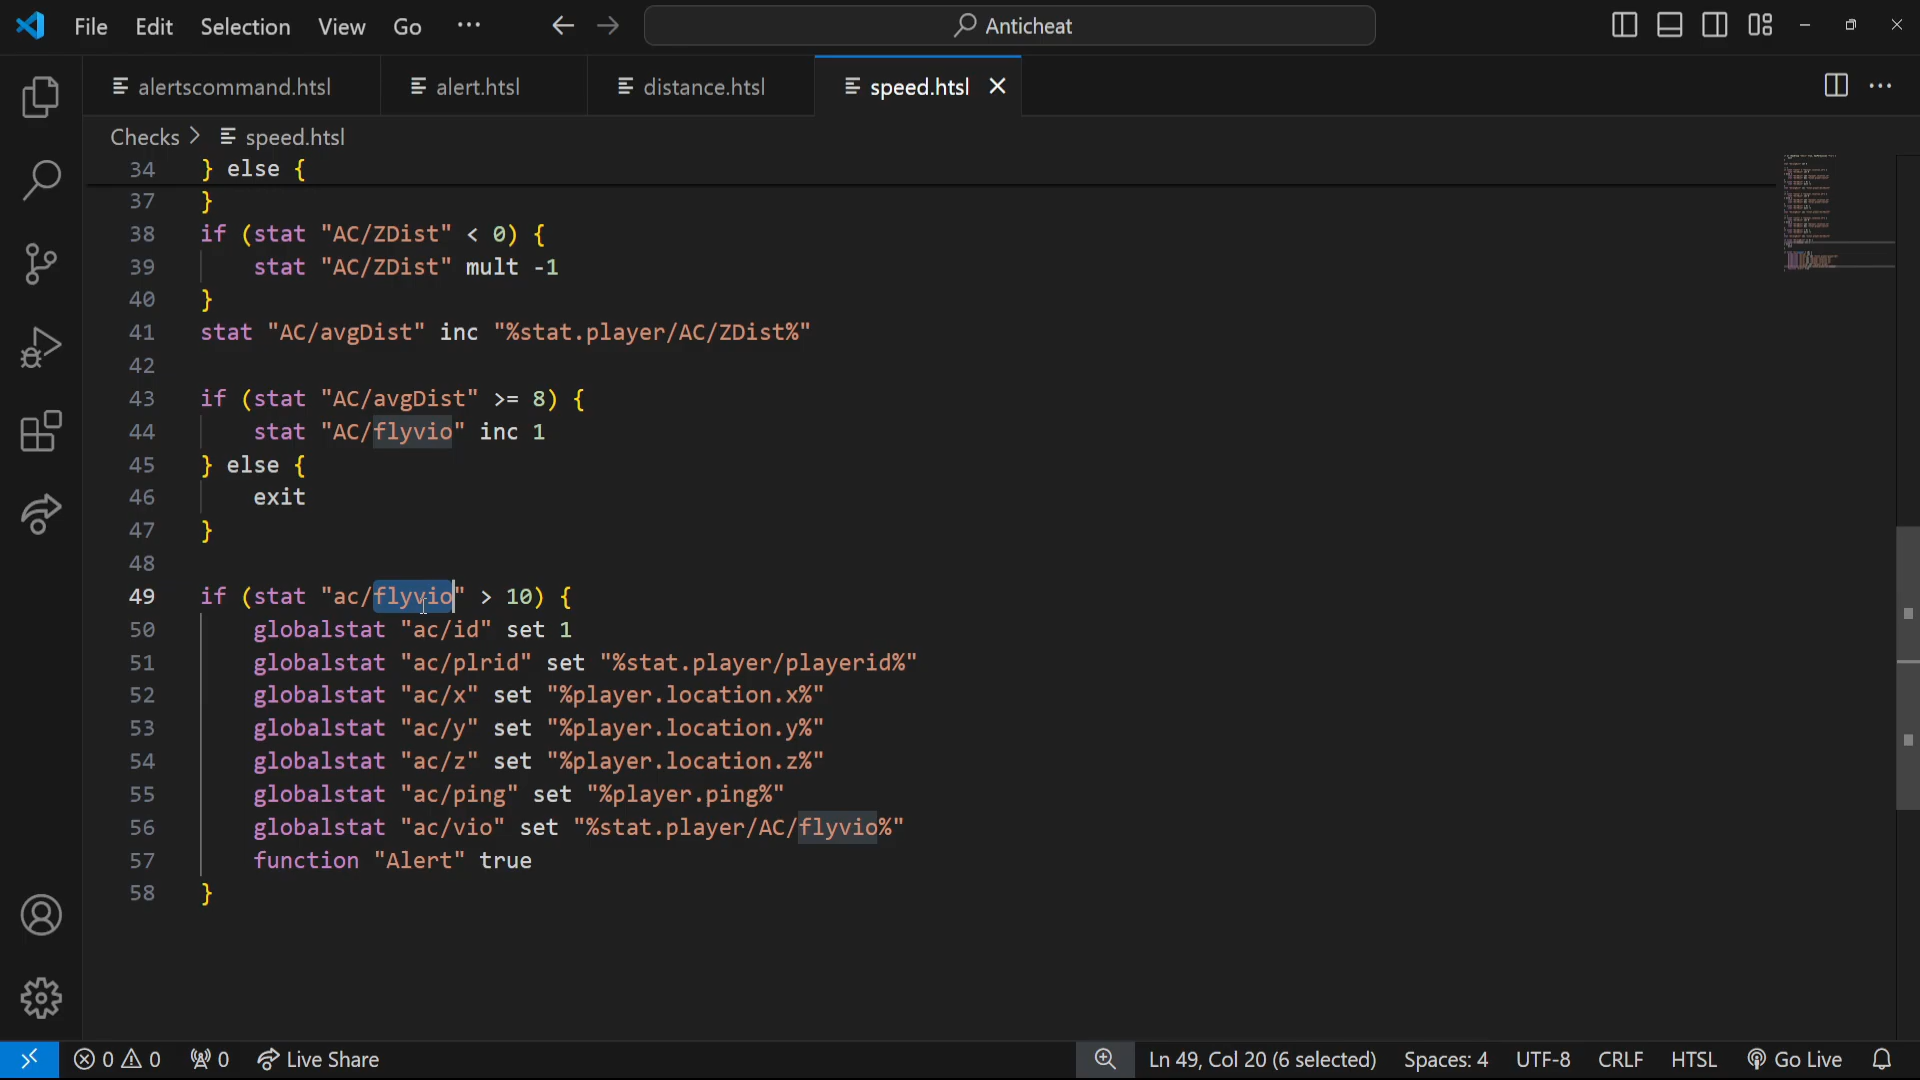 File Edit Selection View Go ··· Anticheat
alertscommand.htsl alert.htsl distance.htsl speed.htsl
Checks > speed.htsl
34 } else {
37 }
38 if (stat "AC/ZDist" < 0) {
39 stat "AC/ZDist" mult -1
40 }
41 stat "AC/avgDist" inc "%stat.player/AC/ZDist%"
42
43 if (stat "AC/avgDist" >= 8) {
44 stat "AC/flyvio" inc 1
45 } else {
46 exit
47 }
48
49 if (stat "ac/flyvio" > 10) {
50 globalstat "ac/id" set 1
51 globalstat "ac/plrid" set "%stat.player/playerid%"
52 globalstat "ac/x" set "%player.location.x%"
53 globalstat "ac/y" set "%player.location.y%"
54 globalstat "ac/z" set "%player.location.z%"
55 globalstat "ac/ping" set "%player.ping%"
56 globalstat "ac/vio" set "%stat.player/AC/flyvio%"
57 function "Alert" true
58 }
0 0 0 Live Share Ln 49, Col 20 (6 selected) Spaces: 4 UTF-8 CRLF HTSL Go Live